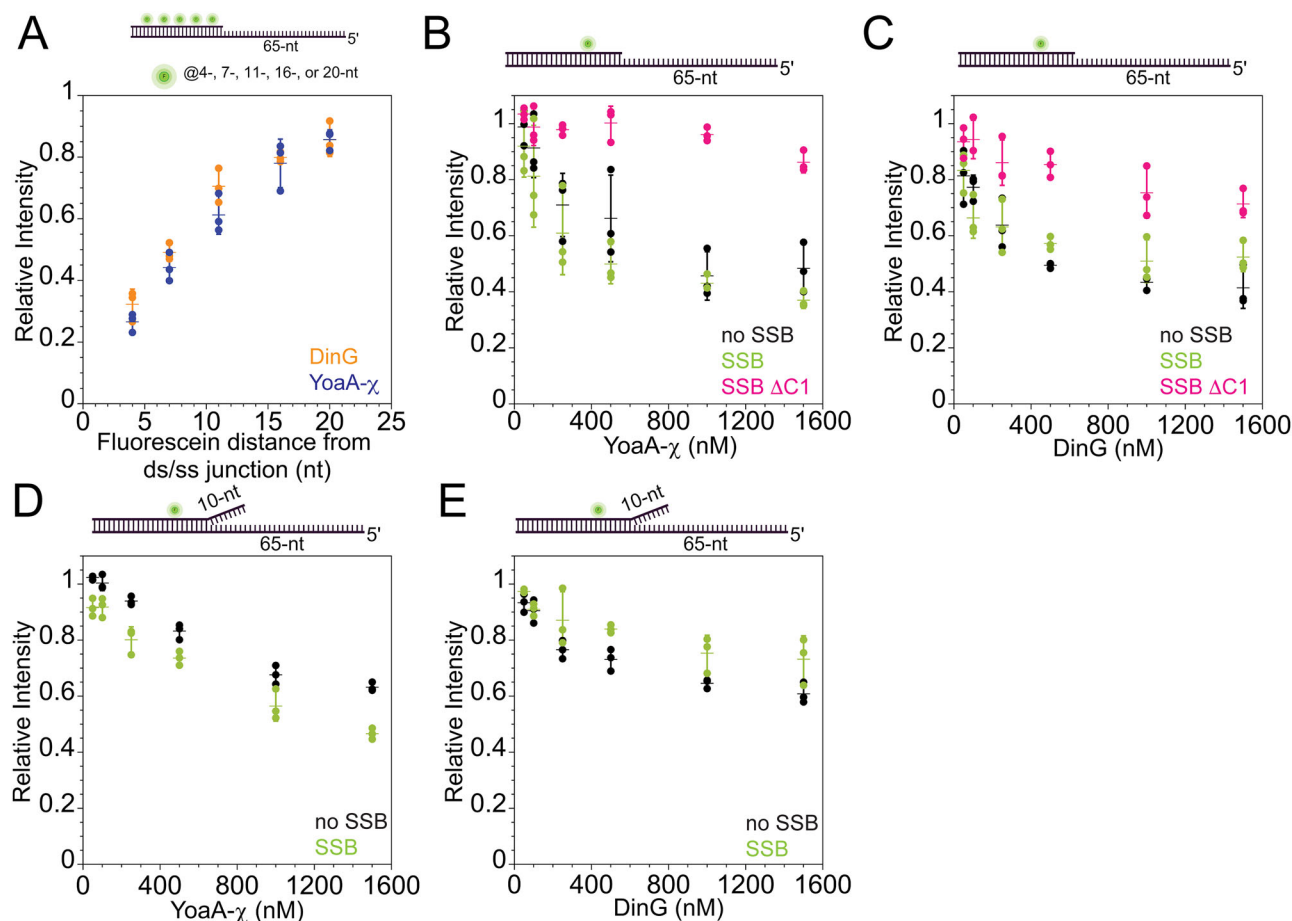 A
65-nt
5'
F
@4-, 7-, 11-, 16-, or 20-nt
Relative Intensity
1
0.8
0.6
0.4
0.2
0
DinG
YoaA-χ
0 5 10 15 20 25
Fluorescein distance from
ds/ss junction (nt)
B
F
65-nt
5'
Relative Intensity
1
0.8
0.6
0.4
0.2
0
no SSB
SSB
SSB ΔC1
0 400 800 1200 1600
YoaA-χ (nM)
C
F
65-nt
5'
Relative Intensity
1
0.8
0.6
0.4
0.2
0
no SSB
SSB
SSB ΔC1
0 400 800 1200 1600
DinG (nM)
D
F
10-nt
65-nt
5'
Relative Intensity
1
0.8
0.6
0.4
0.2
0
no SSB
SSB
0 400 800 1200 1600
YoaA-χ (nM)
E
F
10-nt
65-nt
5'
Relative Intensity
1
0.8
0.6
0.4
0.2
0
no SSB
SSB
0 400 800 1200 1600
DinG (nM)